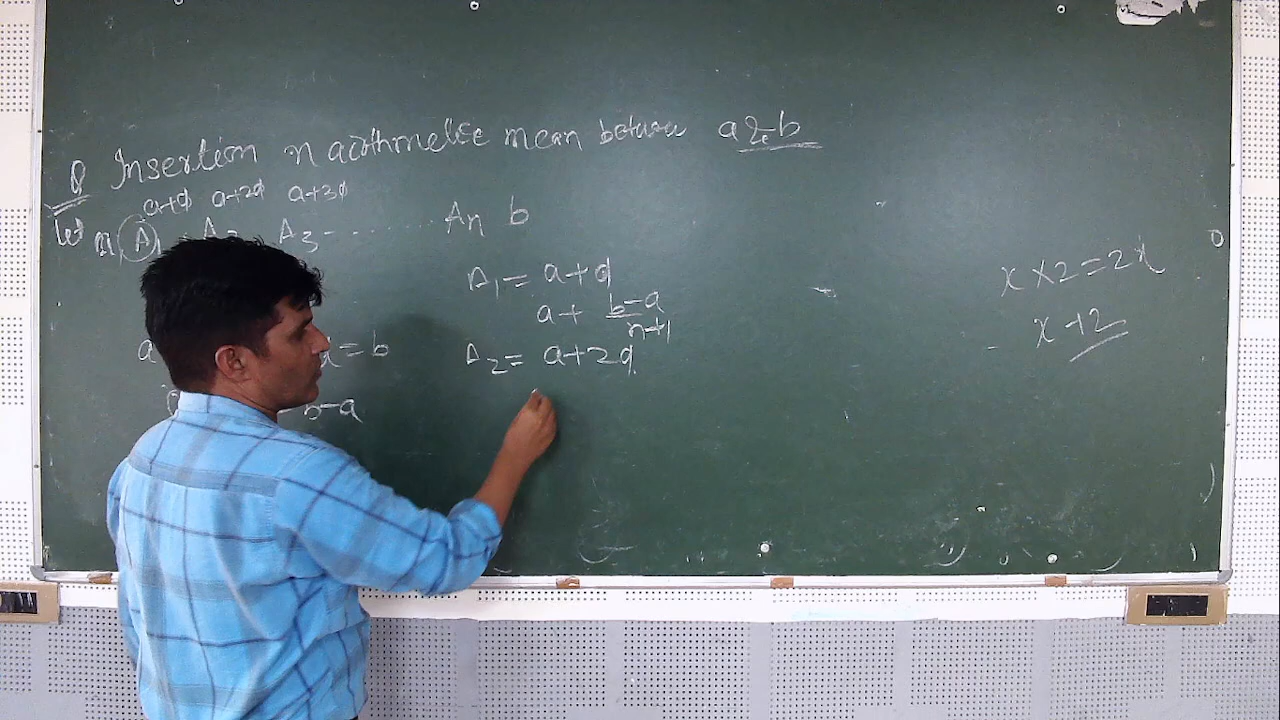 Q Insertion n arithmetic mean between a & b
a+d a+2d a+3d
let a, A1 A2 A3 ........ An b
A1 = a+d
a + b-a/n+1
= b
A2 = a+2d
b-a
x×2=2x
x+2